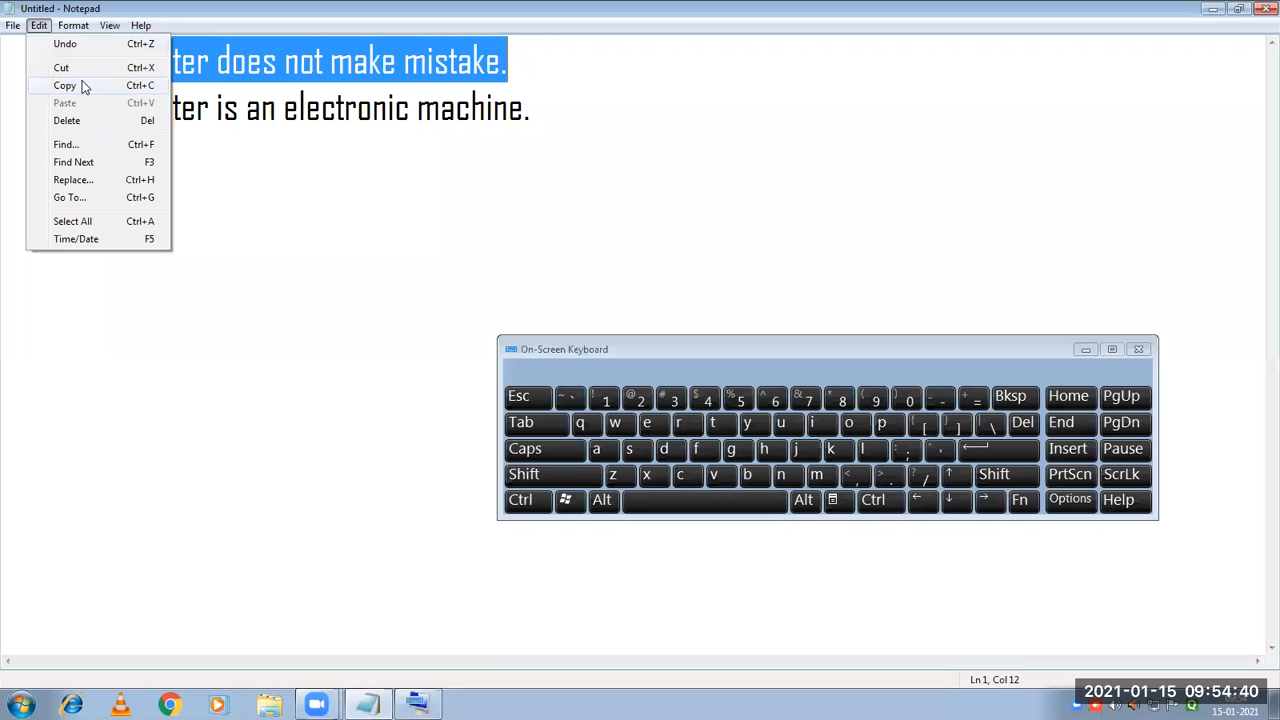 Untitled - Notepad
File Edit Format View Help
Undo Ctrl+Z
Cut Ctrl+X
Copy Ctrl+C
Paste Ctrl+V
Delete Del
Find... Ctrl+F
Find Next F3
Replace... Ctrl+H
Go To... Ctrl+G
Select All Ctrl+A
Time/Date F5
ter does not make mistake.
ter is an electronic machine.
On-Screen Keyboard
Esc ~ ` ! 1 @ 2 # 3 $ 4 % 5 ^ 6 & 7 * 8 ( 9 ) 0 _ - + = Bksp Home PgUp
Tab q w e r t y u i o p { [ } ] | \ Del End PgDn
Caps a s d f g h j k l : ; " ' Insert Pause
Shift z x c v b n m < , > . ? / ↑ Shift PrtScn ScrLk
Ctrl Alt Alt Ctrl ← ↓ → Fn Options Help
Ln 1, Col 12
2021-01-15 09:54:40
15-01-2021